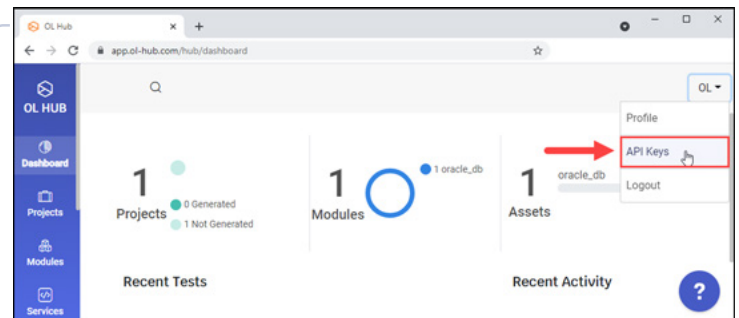 OL Hub
app.ol-hub.com/hub/dashboard
OL HUB
OL
Profile
API Keys
Logout
Dashboard
Projects
Modules
Services
1
Projects
0 Generated
1 Not Generated
1
Modules
1 oracle_db
1
Assets
oracle_db
Recent Tests
Recent Activity
?